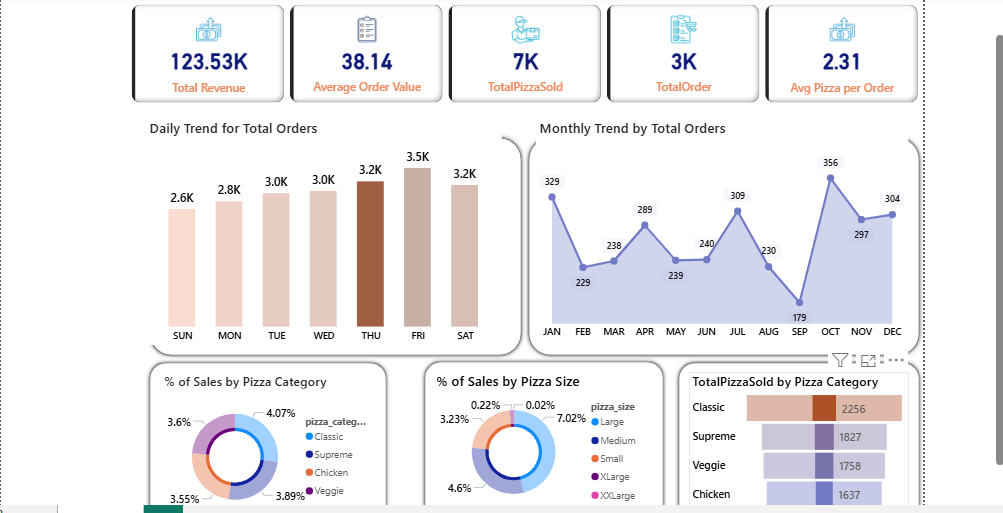 123.53K
Total Revenue
38.14
Average Order Value
7K
TotalPizzaSold
3K
TotalOrder
2.31
Avg Pizza per Order
Daily Trend for Total Orders
2.6K
2.8K
3.0K
3.0K
3.2K
3.5K
3.2K
SUN MON TUE WED THU FRI SAT
Monthly Trend by Total Orders
329
229
238
289
239
240
309
230
179
356
297
304
JAN FEB MAR APR MAY JUN JUL AUG SEP OCT NOV DEC
% of Sales by Pizza Category
4.07%
3.89%
3.55%
3.6%
pizza_categ...
Classic
Supreme
Chicken
Veggie
% of Sales by Pizza Size
0.22%
0.02%
3.23%
7.02%
4.6%
pizza_size
Large
Medium
Small
XLarge
XXLarge
TotalPizzaSold by Pizza Category
Classic 2256
Supreme 1827
Veggie 1758
Chicken 1637